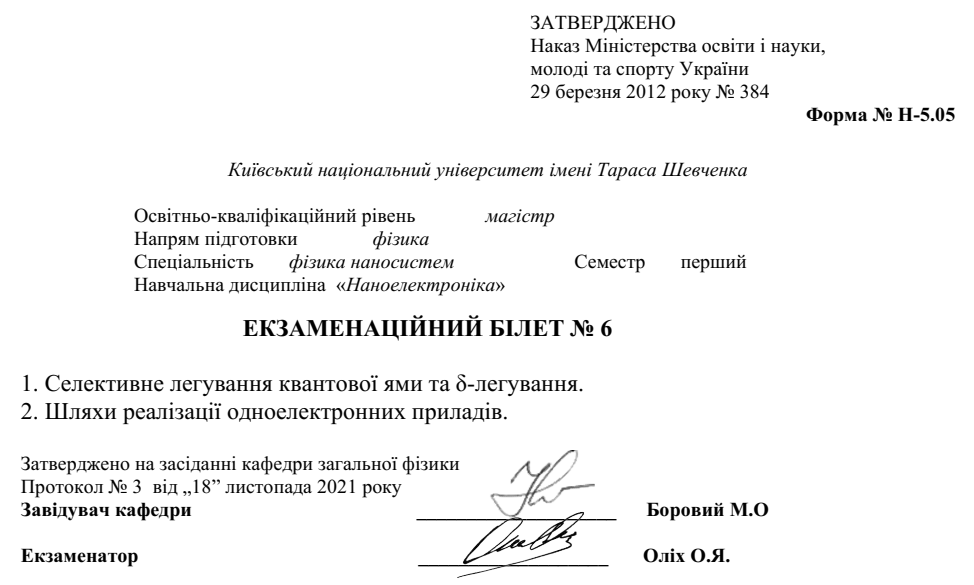 ЗАТВЕРДЖЕНО
Наказ Міністерства освіти і науки,
молоді та спорту України
29 березня 2012 року № 384
Форма № Н-5.05
Київський національний університет імені Тараса Шевченка
Освітньо-кваліфікаційний рівень магістр
Напрям підготовки фізика
Спеціальність фізика наносистем Семестр перший
Навчальна дисципліна «Наноелектроніка»
ЕКЗАМЕНАЦІЙНИЙ БІЛЕТ № 6
1. Селективне легування квантової ями та δ-легування.
2. Шляхи реалізації одноелектронних приладів.
Затверджено на засіданні кафедри загальної фізики
Протокол № 3 від „18” листопада 2021 року
Завідувач кафедри ____________________ Боровий М.О
Екзаменатор ____________________ Оліх О.Я.